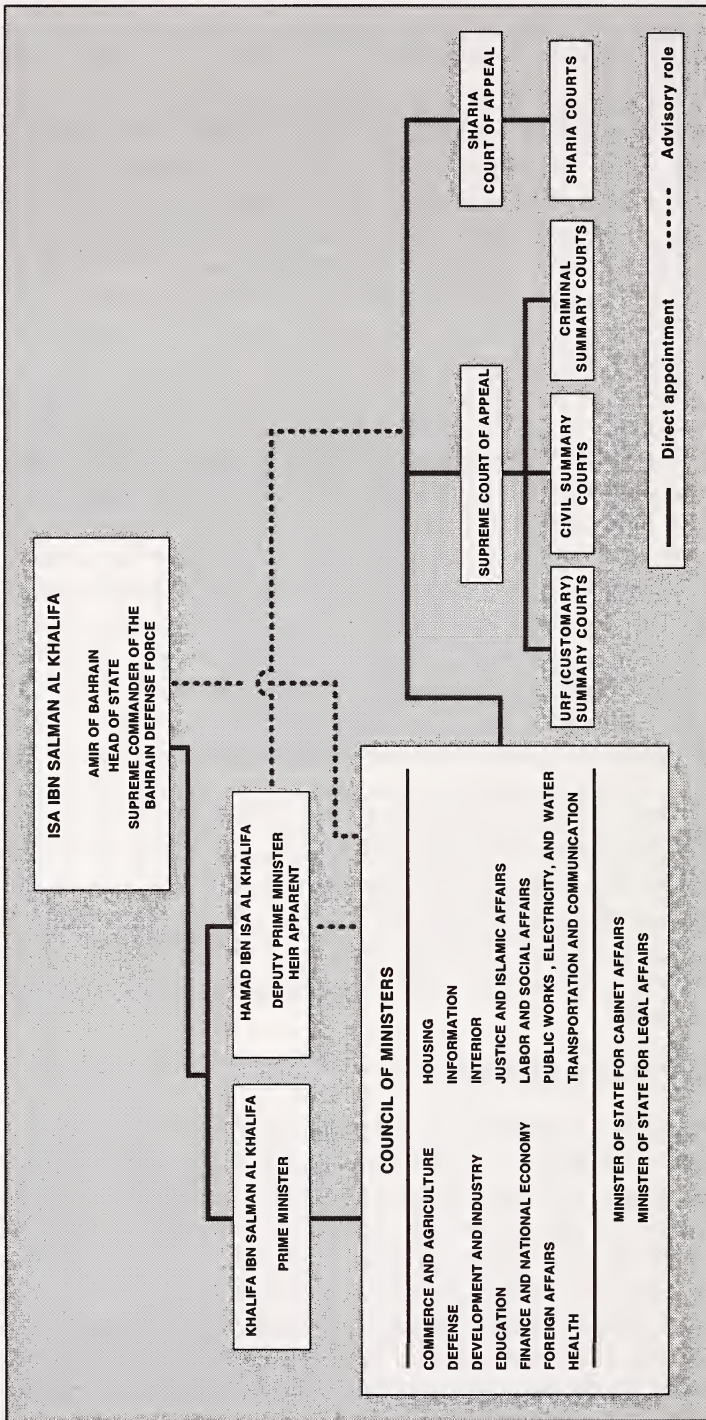 ISA IBN SALMAN AL KHALIFA
AMIR OF BAHRAIN
HEAD OF STATE
SUPREME COMMANDER OF THE
BAHRAIN DEFENSE FORCE
KHALIFA IBN SALMAN AL KHALIFA
PRIME MINISTER
HAMAD IBN ISA AL KHALIFA
DEPUTY PRIME MINISTER
HEIR APPARENT
COUNCIL OF MINISTERS
COMMERCE AND AGRICULTURE
DEFENSE
DEVELOPMENT AND INDUSTRY
EDUCATION
FINANCE AND NATIONAL ECONOMY
FOREIGN AFFAIRS
HEALTH
HOUSING
INFORMATION
INTERIOR
JUSTICE AND ISLAMIC AFFAIRS
LABOR AND SOCIAL AFFAIRS
PUBLIC WORKS , ELECTRICITY, AND WATER
TRANSPORTATION AND COMMUNICATION
MINISTER OF STATE FOR CABINET AFFAIRS
MINISTER OF STATE FOR LEGAL AFFAIRS
SUPREME COURT OF APPEAL
SHARIA
COURT OF APPEAL
URF (CUSTOMARY)
SUMMARY COURTS
CIVIL SUMMARY
COURTS
CRIMINAL
SUMMARY COURTS
SHARIA COURTS
Direct appointment
Advisory role